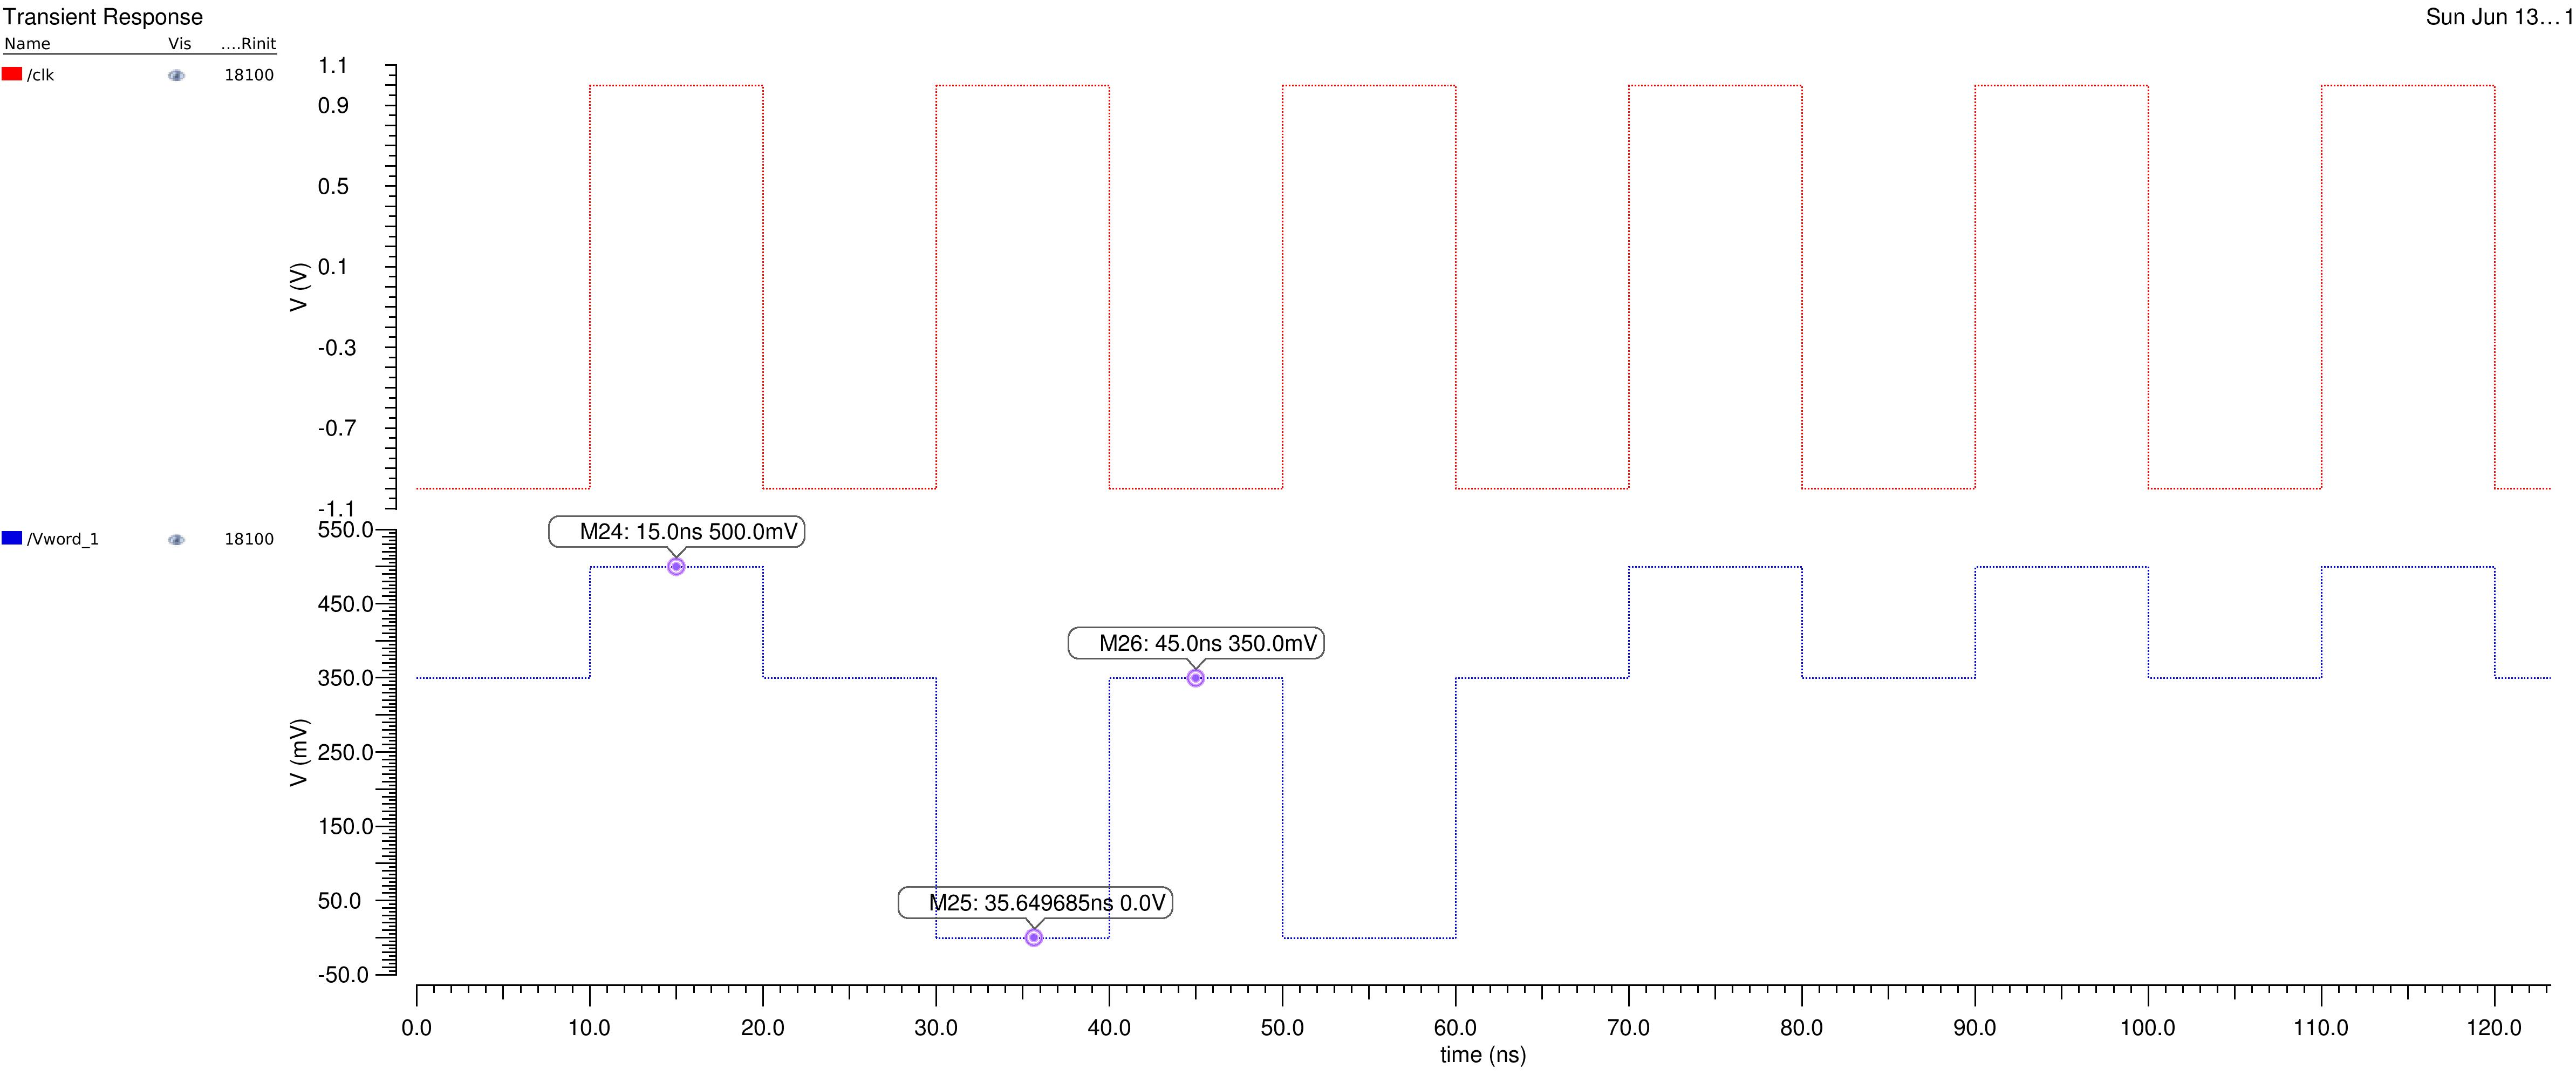 Transient Response
Sun Jun 13... 1
Name Vis ....Rinit
/clk 18100
1.1
0.9
0.5
0.1
-0.3
-0.7
-1.1
V (V)
/Vword_1 18100
550.0
450.0
350.0
250.0
150.0
50.0
-50.0
V (mV)
M24: 15.0ns 500.0mV
M26: 45.0ns 350.0mV
M25: 35.649685ns 0.0V
0.0 10.0 20.0 30.0 40.0 50.0 60.0 70.0 80.0 90.0 100.0 110.0 120.0
time (ns)